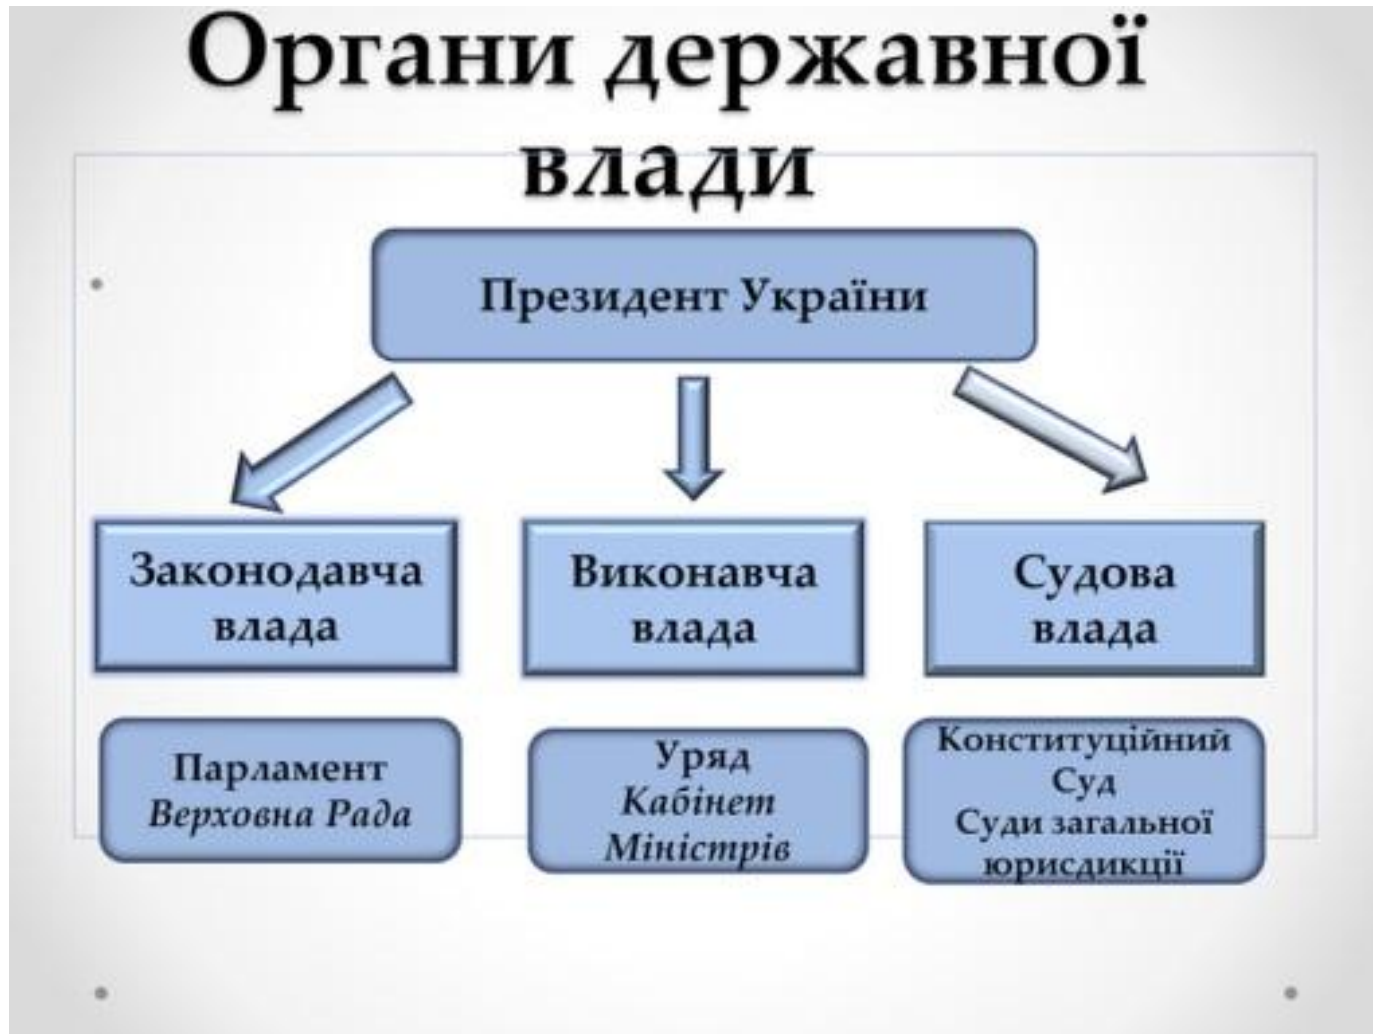 Органи державної
влади
Президент України
Законодавча
влада
Виконавча
влада
Судова
влада
Парламент
Верховна Рада
Уряд
Кабінет
Міністрів
Конституційний
Суд
Суди загальної
юрисдикції